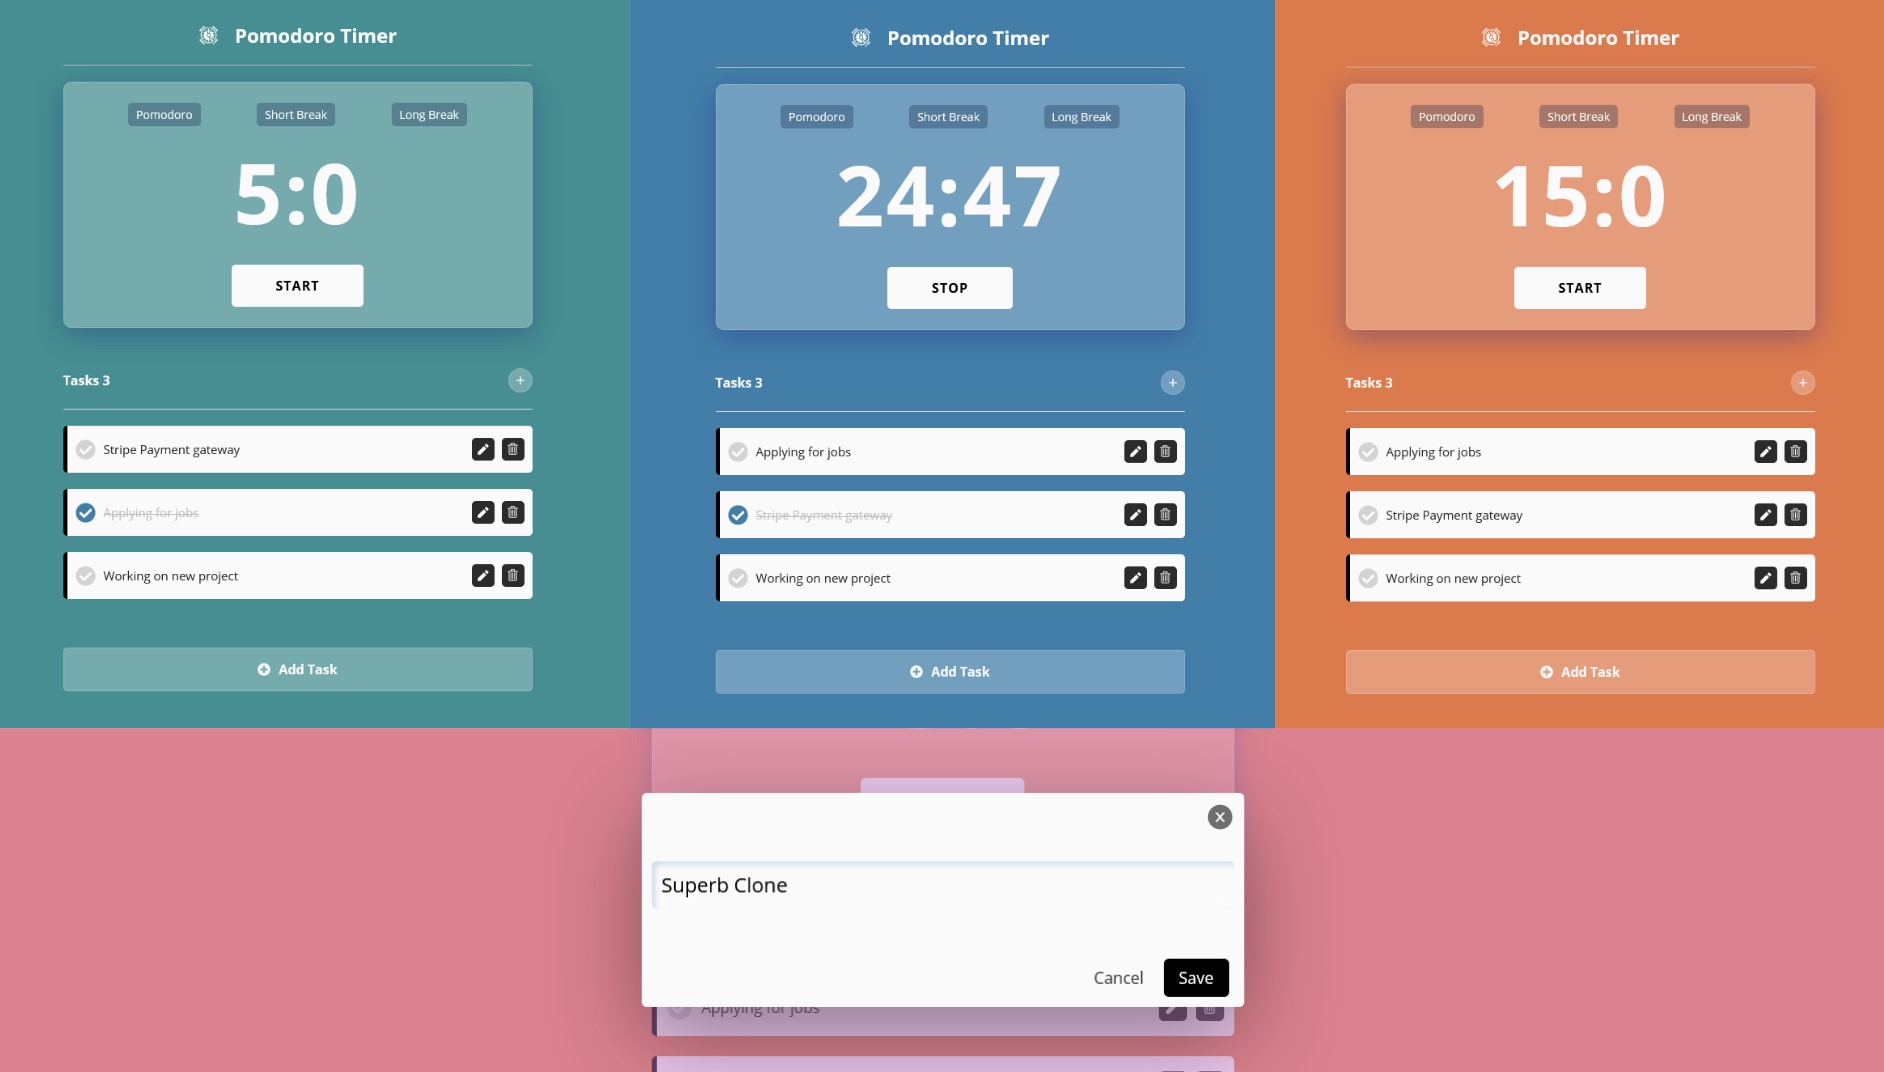 Pomodoro Timer
Pomodoro Short Break Long Break
5:0
START
Tasks 3
Stripe Payment gateway
Applying for jobs
Working on new project
Add Task
Pomodoro Timer
Pomodoro Short Break Long Break
24:47
STOP
Tasks 3
Applying for jobs
Stripe Payment gateway
Working on new project
Add Task
Pomodoro Timer
Pomodoro Short Break Long Break
15:0
START
Tasks 3
Applying for jobs
Stripe Payment gateway
Working on new project
Add Task
X
Superb Clone
Cancel Save
Applying for jobs